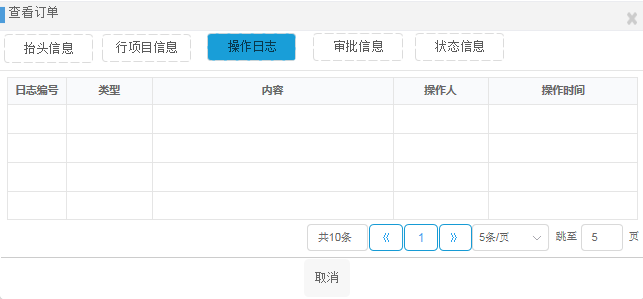 查看订单
抬头信息 行项目信息 操作日志 审批信息 状态信息
日志编号 类型 内容 操作人 操作时间
共10条 《 1 》 5条/页 跳至 5 页
取消